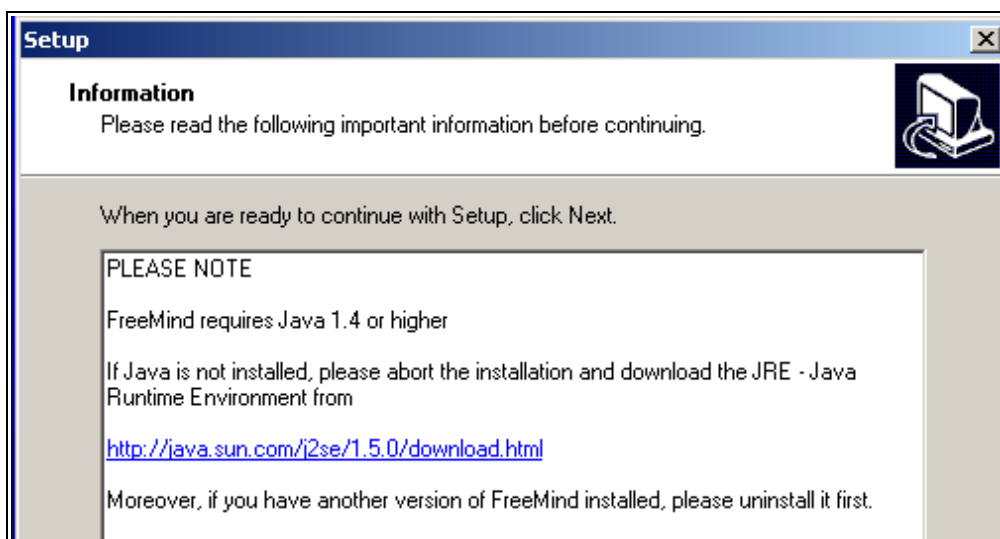 Setup
Information
Please read the following important information before continuing.
When you are ready to continue with Setup, click Next.
PLEASE NOTE
FreeMind requires Java 1.4 or higher
If Java is not installed, please abort the installation and download the JRE - Java
Runtime Environment from
http://java.sun.com/j2se/1.5.0/download.html
Moreover, if you have another version of FreeMind installed, please uninstall it first.